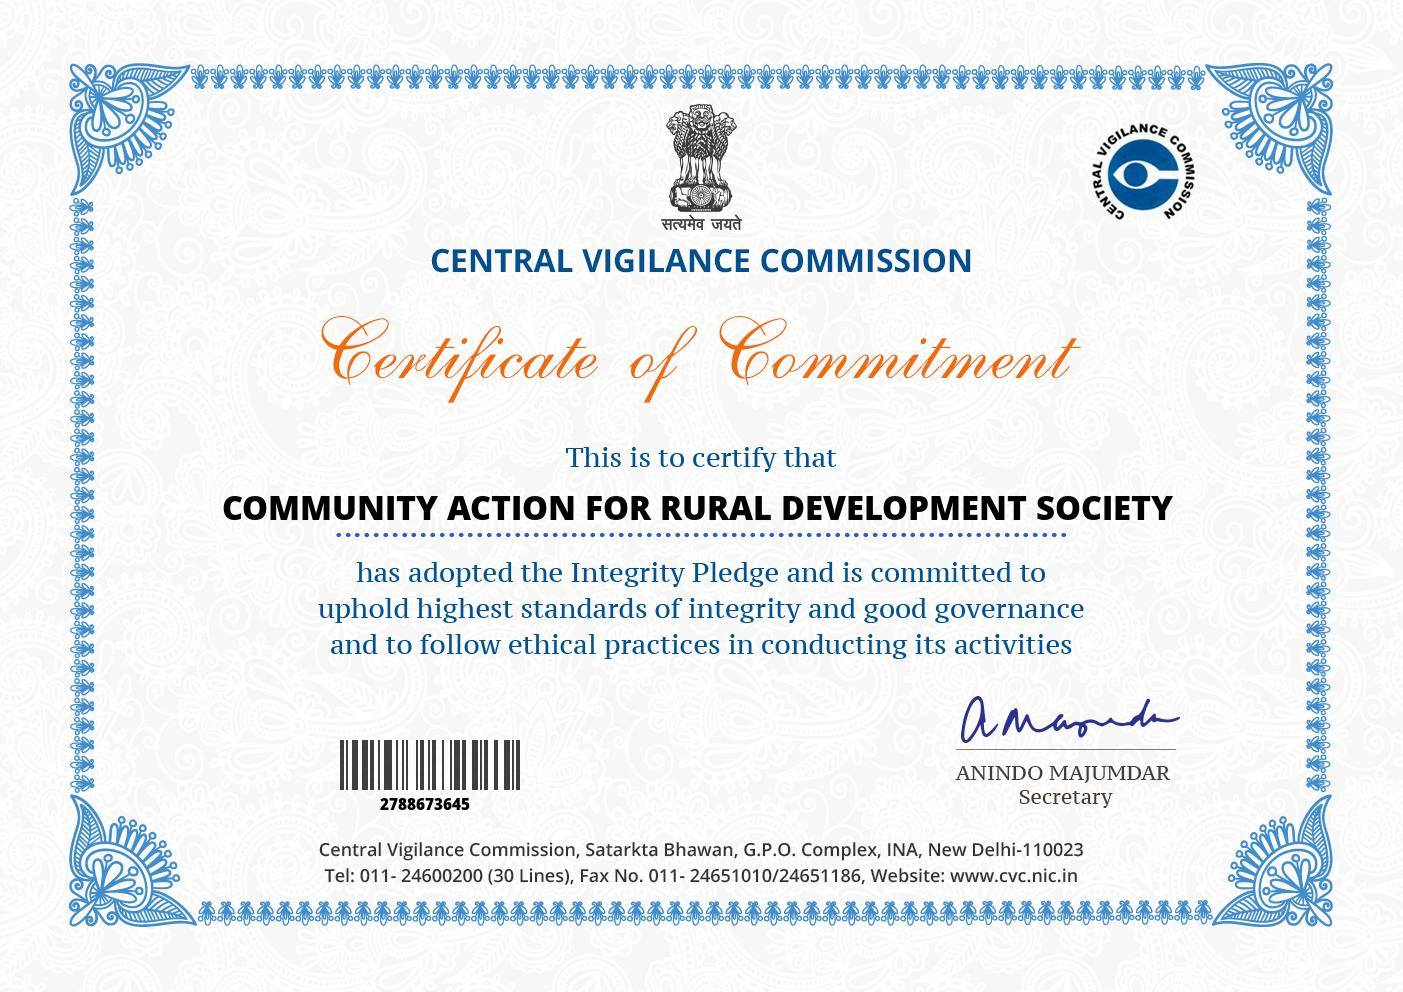 सत्यमेव जयते
CENTRAL VIGILANCE COMMISSION
CENTRAL VIGILANCE COMMISSION
Certificate of Commitment
This is to certify that
COMMUNITY ACTION FOR RURAL DEVELOPMENT SOCIETY
has adopted the Integrity Pledge and is committed to
uphold highest standards of integrity and good governance
and to follow ethical practices in conducting its activities
ANINDO MAJUMDAR
Secretary
2788673645
Central Vigilance Commission, Satarkta Bhawan, G.P.O. Complex, INA, New Delhi-110023
Tel: 011- 24600200 (30 Lines), Fax No. 011- 24651010/24651186, Website: www.cvc.nic.in